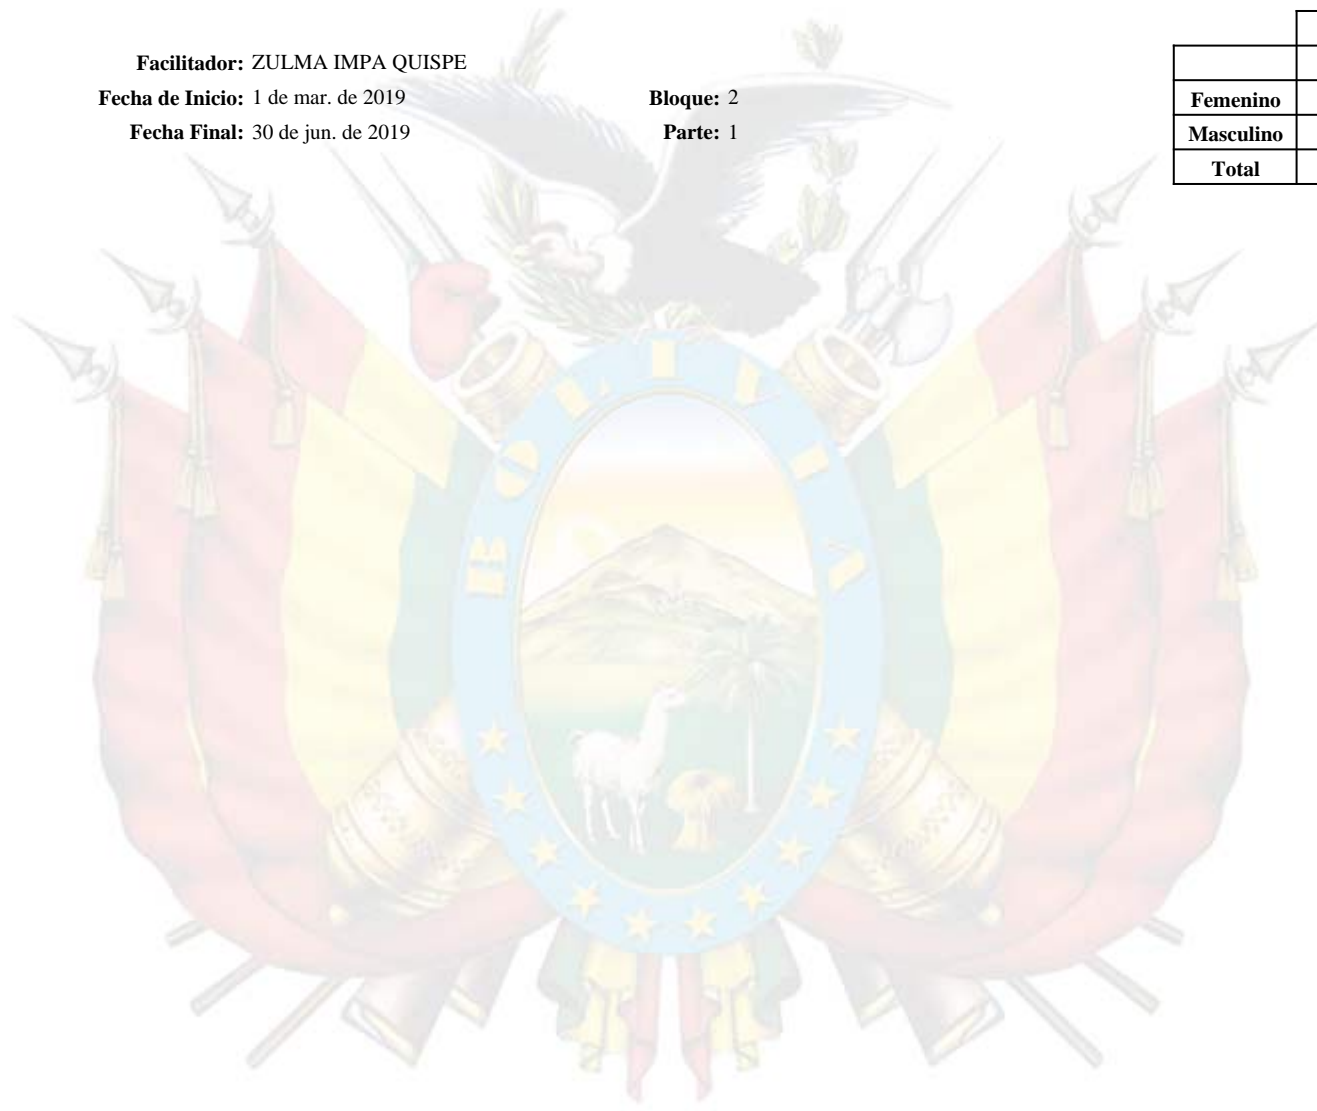 Facilitador: ZULMA IMPA QUISPE
Fecha de Inicio: 1 de mar. de 2019 Bloque: 2
Fecha Final: 30 de jun. de 2019 Parte: 1
Femenino
Masculino
Total
BOLIVIA